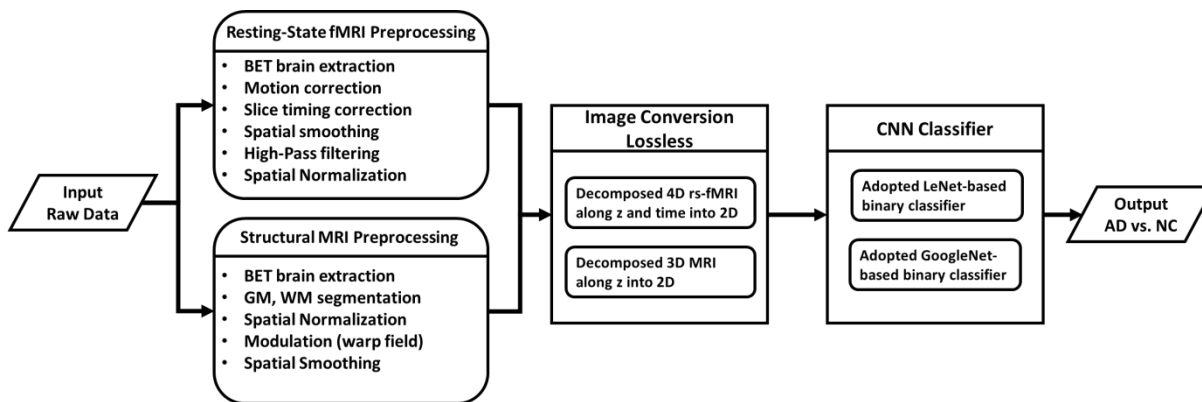 Input
Raw Data
Resting-State fMRI Preprocessing
• BET brain extraction
• Motion correction
• Slice timing correction
• Spatial smoothing
• High-Pass filtering
• Spatial Normalization
Structural MRI Preprocessing
• BET brain extraction
• GM, WM segmentation
• Spatial Normalization
• Modulation (warp field)
• Spatial Smoothing
Image Conversion
Lossless
Decomposed 4D rs-fMRI
along z and time into 2D
Decomposed 3D MRI
along z into 2D
CNN Classifier
Adopted LeNet-based
binary classifier
Adopted GoogleNet-
based binary classifier
Output
AD vs. NC